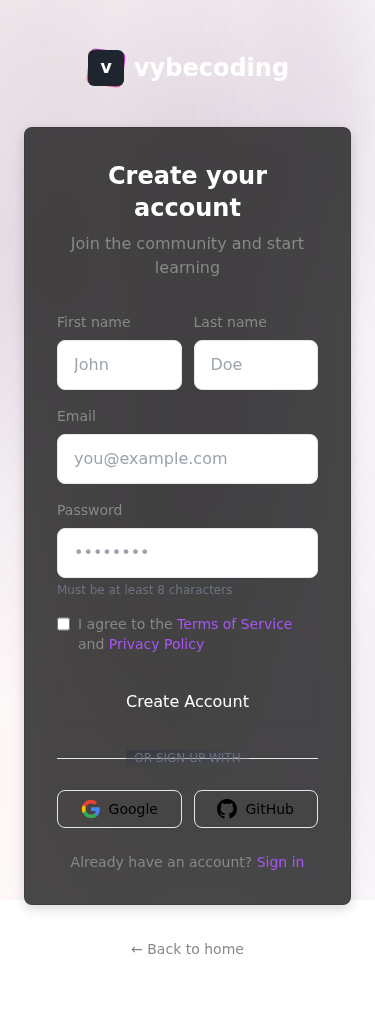 v vybecoding
Create your
account
Join the community and start
learning
First name Last name
John Doe
Email
you@example.com
Password
••••••••
Must be at least 8 characters
I agree to the Terms of Service
and Privacy Policy
Create Account
OR SIGN UP WITH
Google GitHub
Already have an account? Sign in
← Back to home